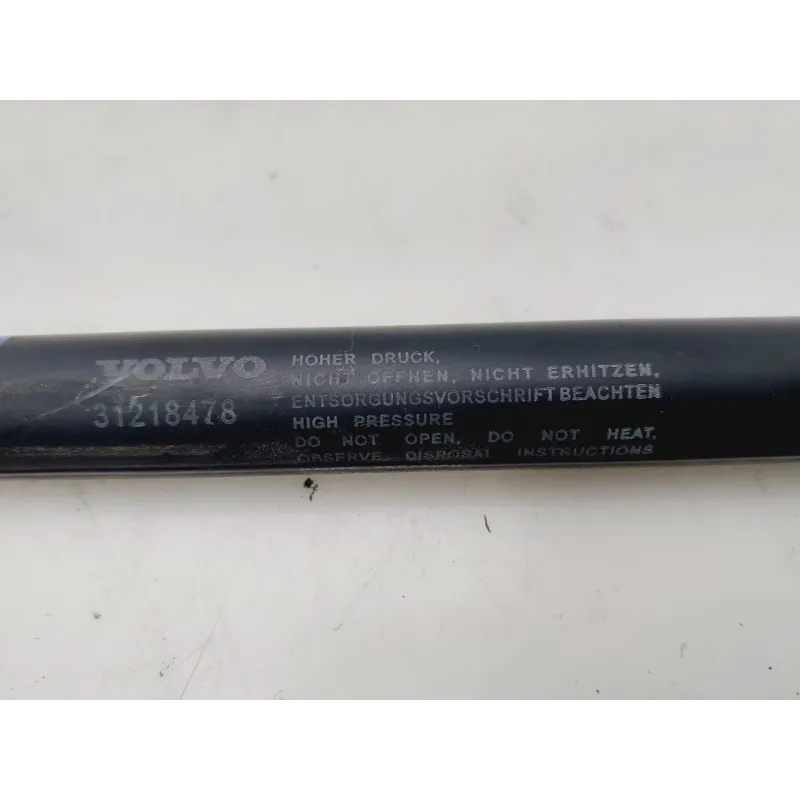 VOLVO
31218478
HOHER DRUCK,
NICHT ÖFFNEN, NICHT ERHITZEN,
ENTSORGUNGSVORSCHRIFT BEACHTEN
HIGH PRESSURE
DO NOT OPEN, DO NOT HEAT,
OBSERVE DISPOSAL INSTRUCTIONS